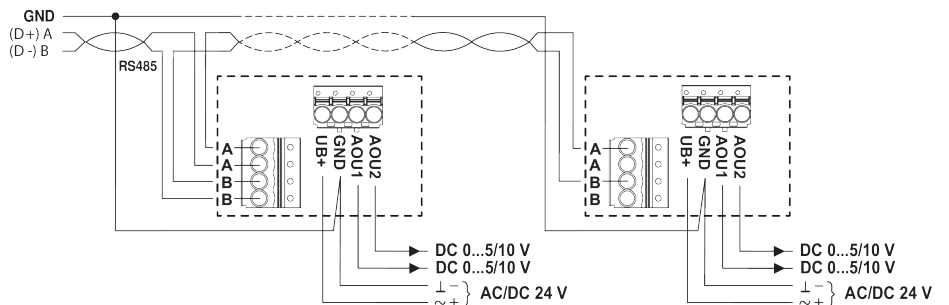 GND
(D+) A
(D -) B
RS485
UB+
GND
AOU1
AOU2
A
A
B
B
DC 0...5/10 V
DC 0...5/10 V
⊥ −
~ +
AC/DC 24 V
UB+
GND
AOU1
AOU2
A
A
B
B
DC 0...5/10 V
DC 0...5/10 V
⊥ −
~ +
AC/DC 24 V